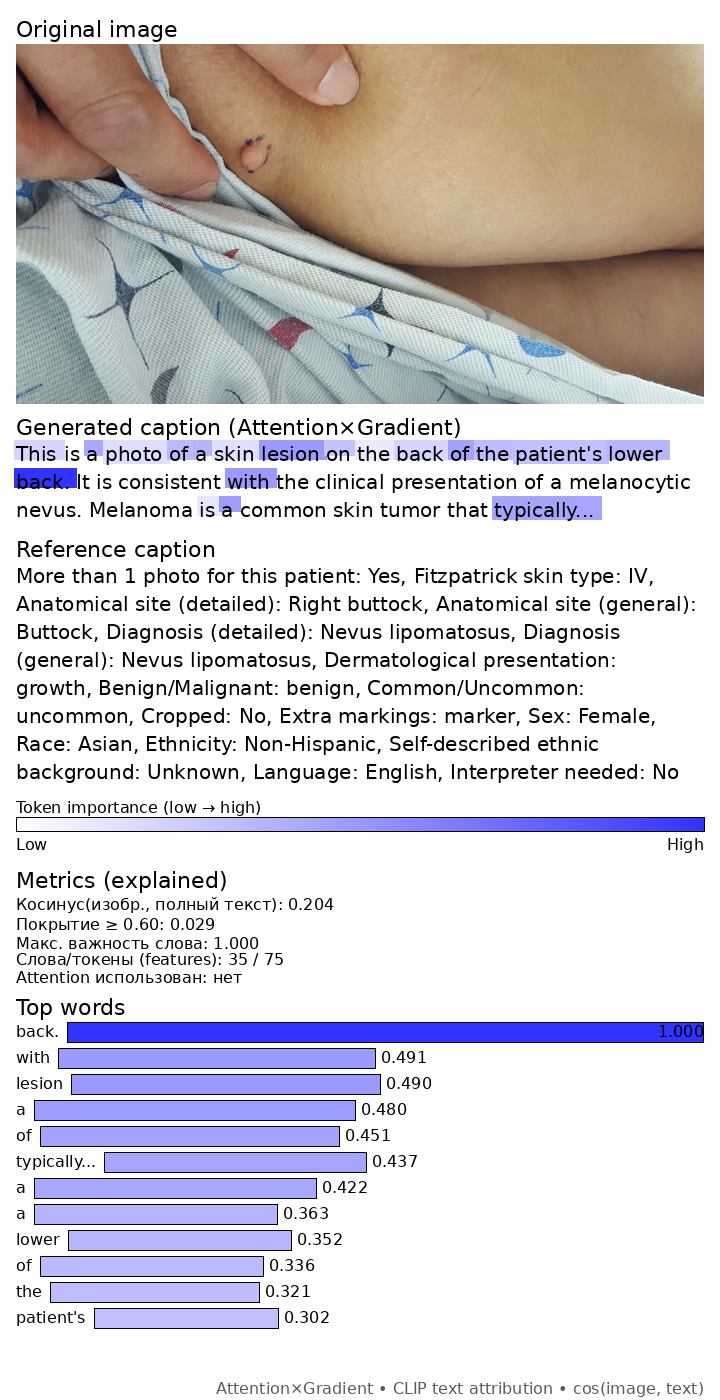 Original image
Generated caption (Attention×Gradient)
This is a photo of a skin lesion on the back of the patient's lower
back. It is consistent with the clinical presentation of a melanocytic
nevus. Melanoma is a common skin tumor that typically...
Reference caption
More than 1 photo for this patient: Yes, Fitzpatrick skin type: IV,
Anatomical site (detailed): Right buttock, Anatomical site (general):
Buttock, Diagnosis (detailed): Nevus lipomatosus, Diagnosis
(general): Nevus lipomatosus, Dermatological presentation:
growth, Benign/Malignant: benign, Common/Uncommon:
uncommon, Cropped: No, Extra markings: marker, Sex: Female,
Race: Asian, Ethnicity: Non-Hispanic, Self-described ethnic
background: Unknown, Language: English, Interpreter needed: No
Token importance (low → high)
Low High
Metrics (explained)
Косинус(изобр., полный текст): 0.204
Покрытие ≥ 0.60: 0.029
Макс. важность слова: 1.000
Слова/токены (features): 35 / 75
Attention использован: нет
Top words
back. 1.000
with 0.491
lesion 0.490
a 0.480
of 0.451
typically... 0.437
a 0.422
a 0.363
lower 0.352
of 0.336
the 0.321
patient's 0.302
Attention×Gradient • CLIP text attribution • cos(image, text)